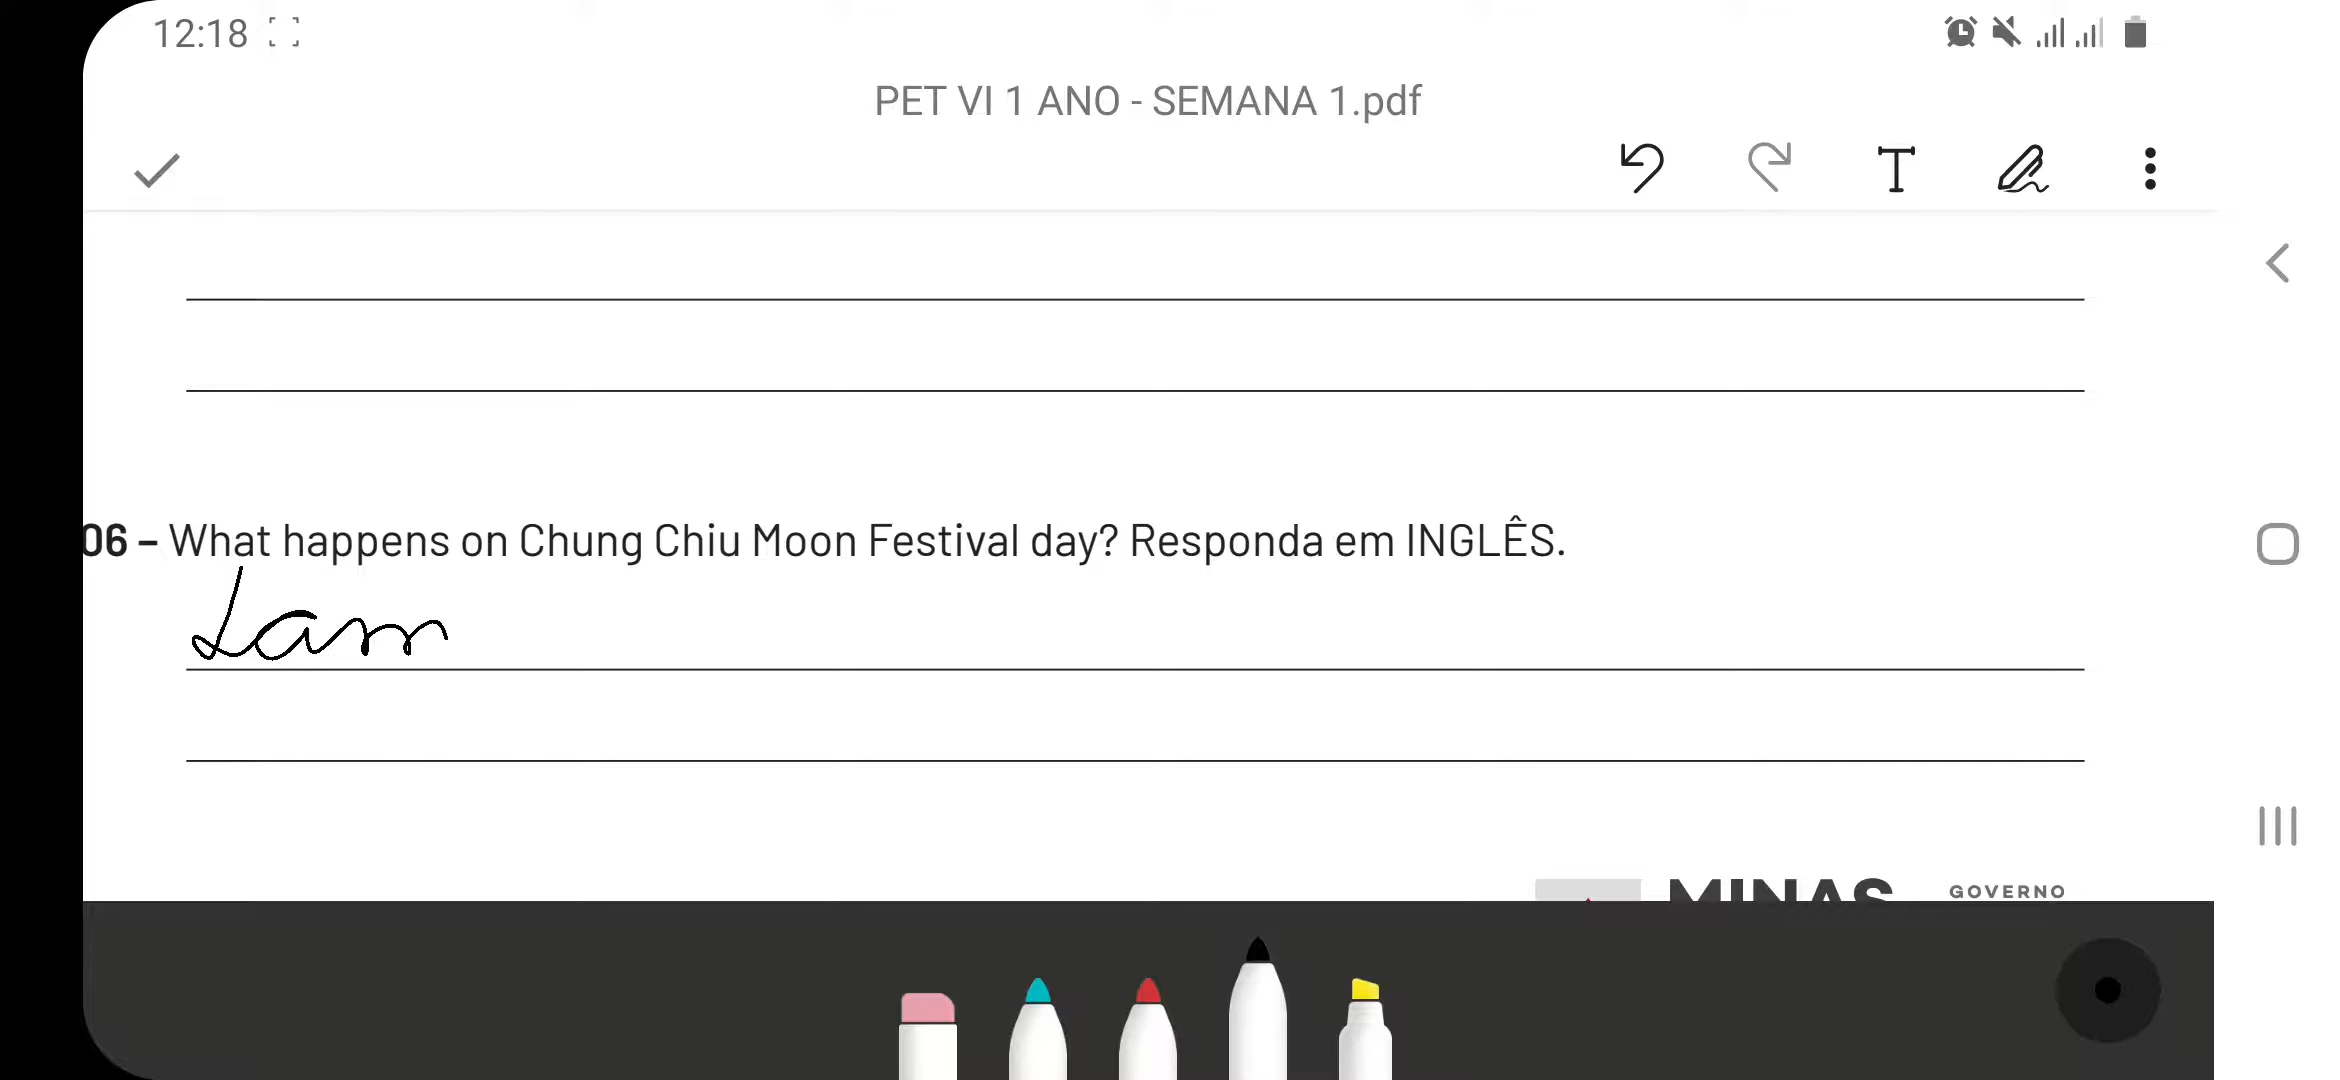 12:18
PET VI 1 ANO - SEMANA 1.pdf
T
06 – What happens on Chung Chiu Moon Festival day? Responda em INGLÊS.
Lam
MINAS GOVERNO